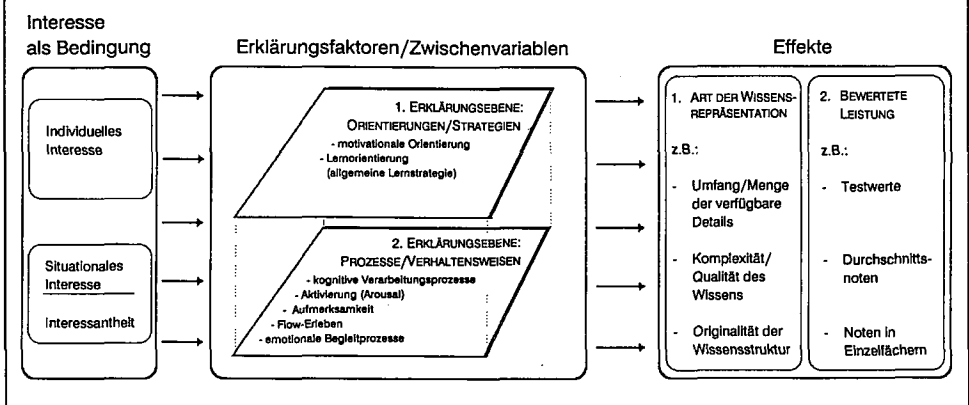 Interesse
als Bedingung
Erklärungsfaktoren/Zwischenvariablen
Effekte
Individuelles
Interesse
Situationales
Interesse
Interessantheit
1. ERKLÄRUNGSEBENE:
ORIENTIERUNGEN/STRATEGIEN
- motivationale Orientierung
- Lernorientierung
(allgemeine Lernstrategie)
2. ERKLÄRUNGSEBENE:
PROZESSE/VERHALTENSWEISEN
- kognitive Verarbeitungsprozesse
- Aktivierung (Arousal)
- Aufmerksamkeit
- Flow-Erleben
- emotionale Begleitprozesse
1. ART DER WISSENS-
REPRÄSENTATION
z.B.:
- Umfang/Menge
der verfügbare
Details
- Komplexität/
Qualität des
Wissens
- Originalität der
Wissensstruktur
2. BEWERTETE
LEISTUNG
z.B.:
- Testwerte
- Durchschnitts-
noten
- Noten in
Einzelfächern